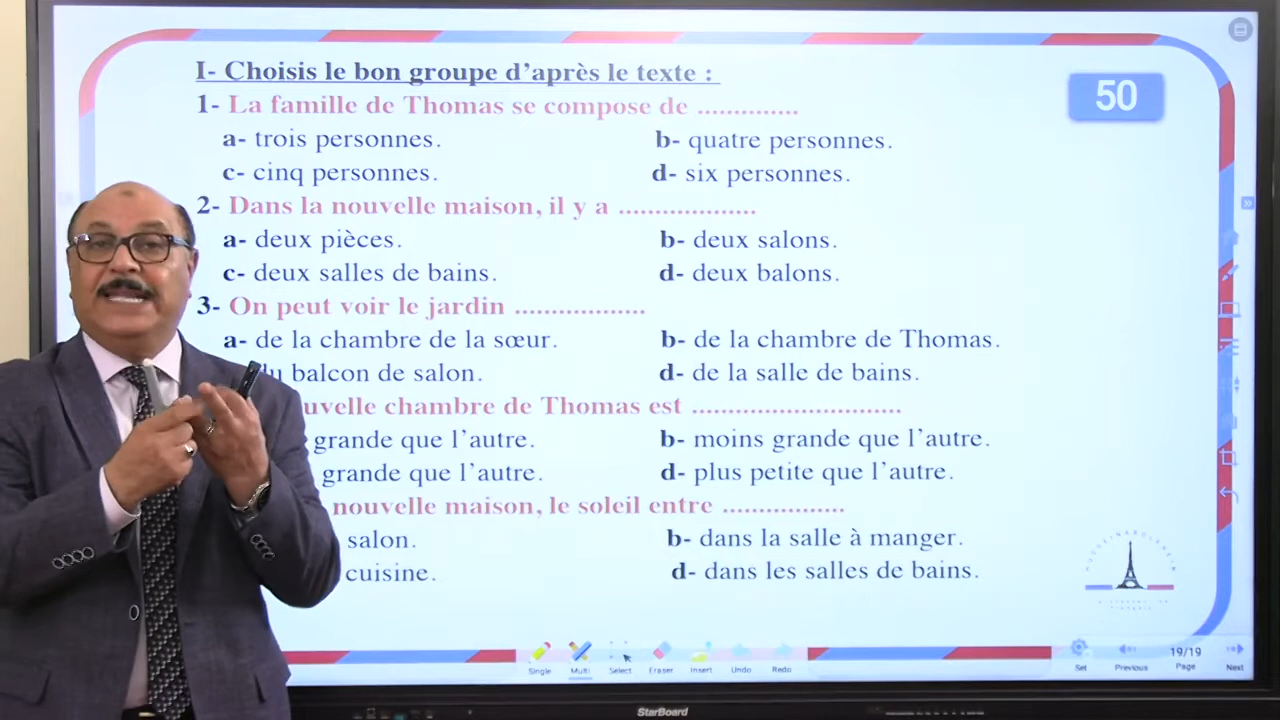 I- Choisis le bon groupe d'après le texte :
50
1- La famille de Thomas se compose de ..............
a- trois personnes. b- quatre personnes.
c- cinq personnes. d- six personnes.
2- Dans la nouvelle maison, il y a ...................
a- deux pièces. b- deux salons.
c- deux salles de bains. d- deux balons.
3- On peut voir le jardin ..................
a- de la chambre de la sœur. b- de la chambre de Thomas.
balcon de salon. d- de la salle de bains.
chambre de Thomas est .............................
grande que l'autre. b- moins grande que l'autre.
grande que l'autre. d- plus petite que l'autre.
nouvelle maison, le soleil entre .................
salon. b- dans la salle à manger.
cuisine. d- dans les salles de bains.
Single Multi Select Eraser Insert Undo Redo
Set Previous 19/19 Page Next
StarBoard